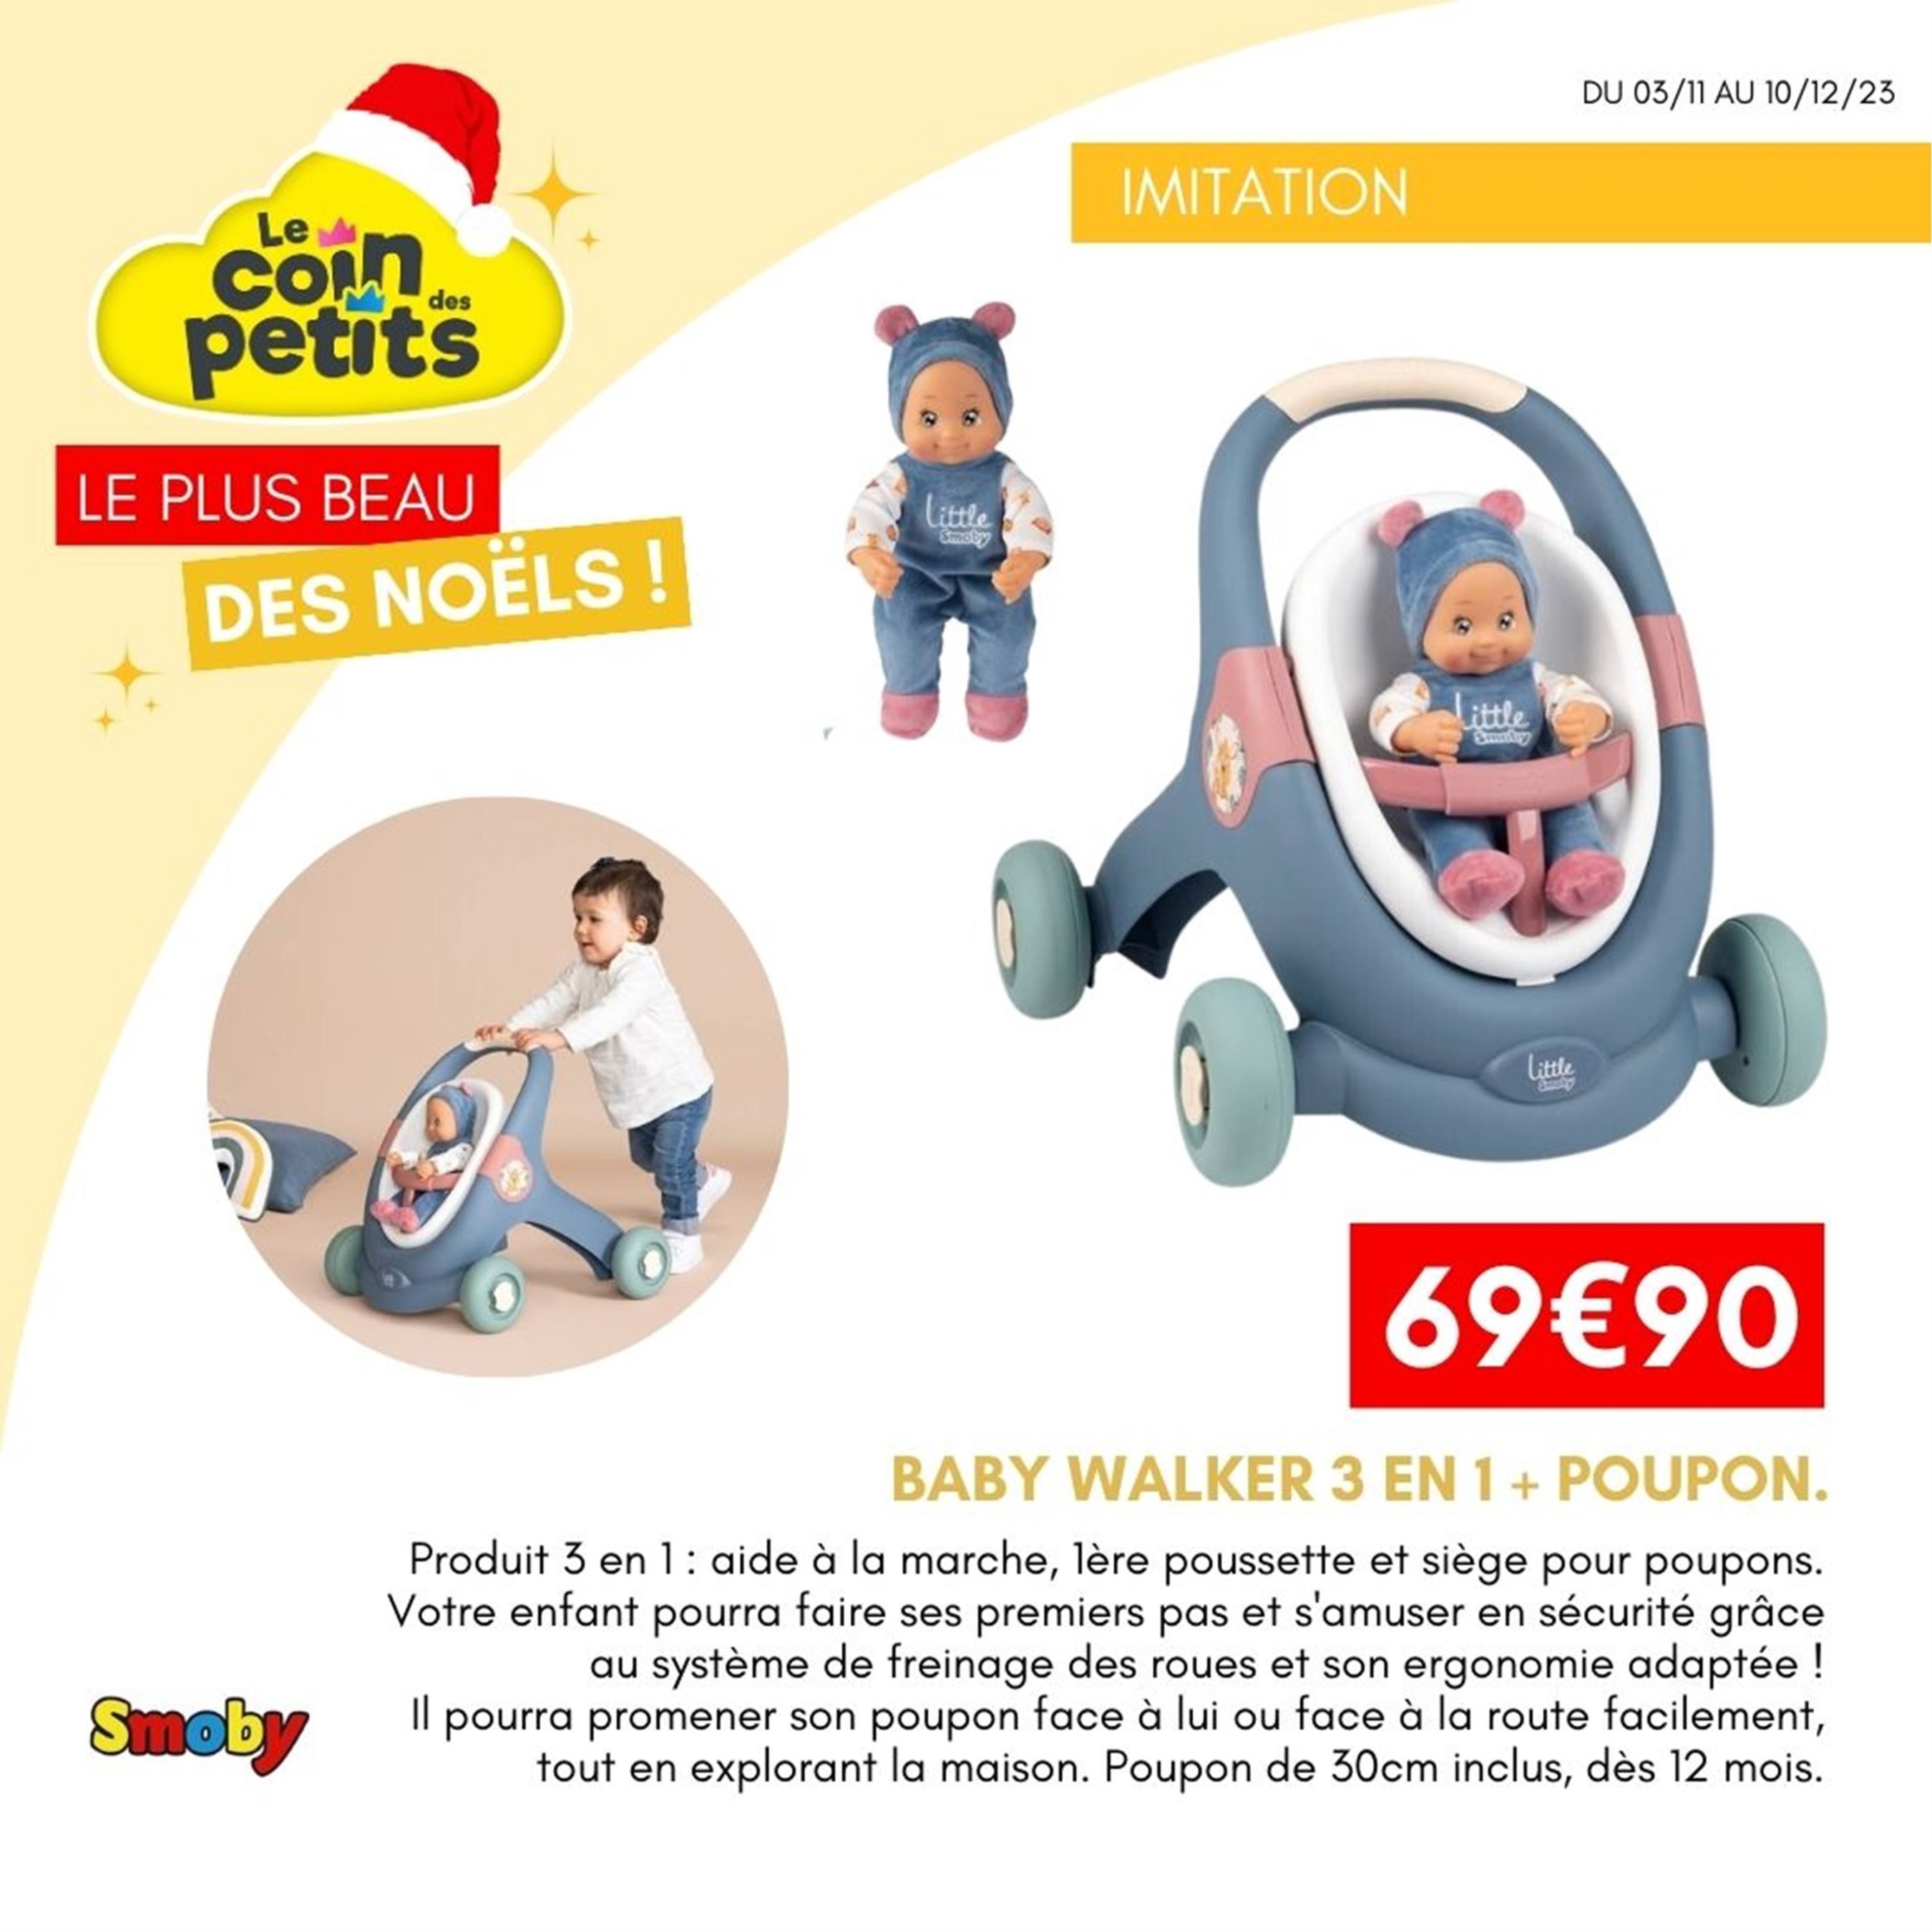 DU 03/11 AU 10/12/23
IMITATION
Le
coin
des
petits
LE PLUS BEAU
DES NOËLS !
Little
Smoby
Little
Smoby
Little
Smoby
69€90
BABY WALKER 3 EN 1 + POUPON.
Produit 3 en 1 : aide à la marche, 1ère poussette et siège pour poupons.
Votre enfant pourra faire ses premiers pas et s'amuser en sécurité grâce
au système de freinage des roues et son ergonomie adaptée !
Il pourra promener son poupon face à lui ou face à la route facilement,
tout en explorant la maison. Poupon de 30cm inclus, dès 12 mois.
Smoby